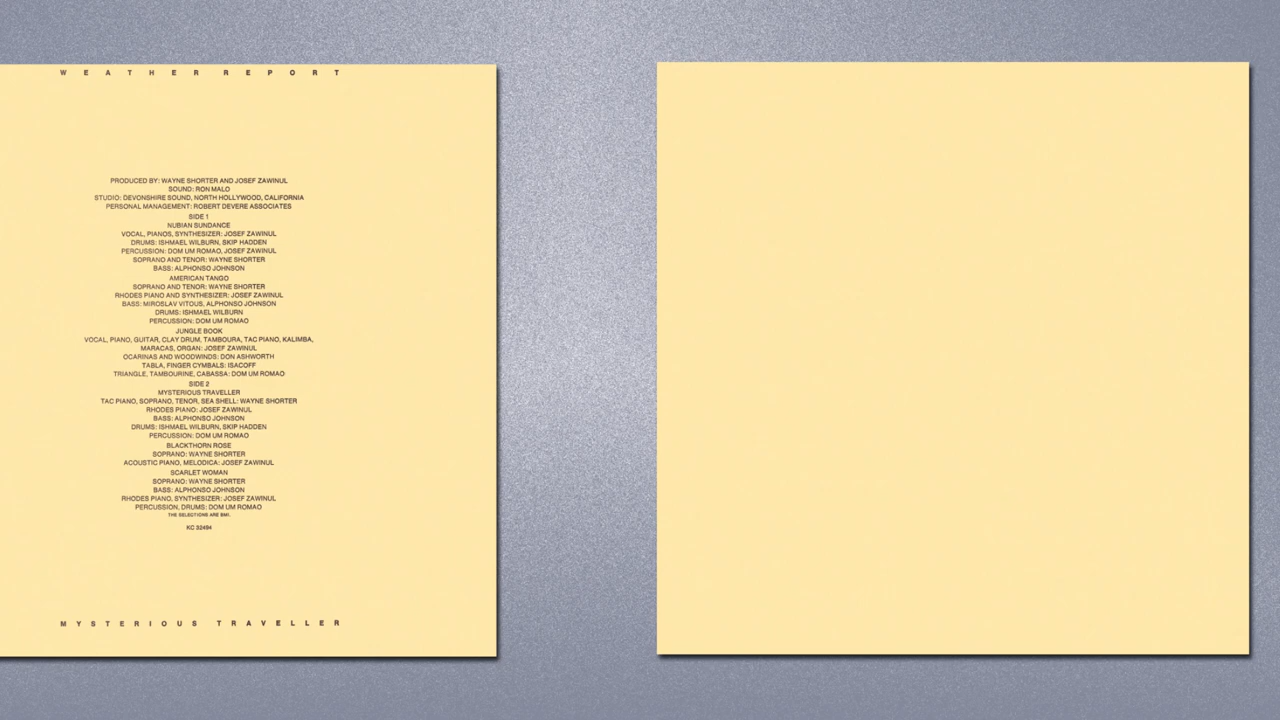 WEATHER REPORT
PRODUCED BY: WAYNE SHORTER AND JOSEF ZAWINUL
SOUND: RON MALO
STUDIO: DEVONSHIRE SOUND, NORTH HOLLYWOOD, CALIFORNIA
PERSONAL MANAGEMENT: ROBERT DEVERE ASSOCIATES
SIDE 1
NUBIAN SUNDANCE
VOCAL, PIANOS, SYNTHESIZER: JOSEF ZAWINUL
DRUMS: ISHMAEL WILBURN, SKIP HADDEN
PERCUSSION: DOM UM ROMAO, JOSEF ZAWINUL
SOPRANO AND TENOR: WAYNE SHORTER
BASS: ALPHONSO JOHNSON
AMERICAN TANGO
SOPRANO AND TENOR: WAYNE SHORTER
RHODES PIANO AND SYNTHESIZER: JOSEF ZAWINUL
BASS: MIROSLAV VITOUS, ALPHONSO JOHNSON
DRUMS: ISHMAEL WILBURN
PERCUSSION: DOM UM ROMAO
JUNGLE BOOK
VOCAL, PIANO, GUITAR, CLAY DRUM, TAMBOURA, TAC PIANO, KALIMBA,
MARACAS, ORGAN: JOSEF ZAWINUL
OCARINAS AND WOODWINDS: DON ASHWORTH
TABLA, FINGER CYMBALS: ISACOFF
TRIANGLE, TAMBOURINE, CABASSA: DOM UM ROMAO
SIDE 2
MYSTERIOUS TRAVELLER
TAC PIANO, SOPRANO, TENOR, SEA SHELL: WAYNE SHORTER
RHODES PIANO: JOSEF ZAWINUL
BASS: ALPHONSO JOHNSON
DRUMS: ISHMAEL WILBURN, SKIP HADDEN
PERCUSSION: DOM UM ROMAO
BLACKTHORN ROSE
SOPRANO: WAYNE SHORTER
ACOUSTIC PIANO, MELODICA: JOSEF ZAWINUL
SCARLET WOMAN
SOPRANO: WAYNE SHORTER
BASS: ALPHONSO JOHNSON
RHODES PIANO, SYNTHESIZER: JOSEF ZAWINUL
PERCUSSION, DRUMS: DOM UM ROMAO
THE SELECTIONS ARE BMI.
KC 32494
MYSTERIOUS TRAVELLER